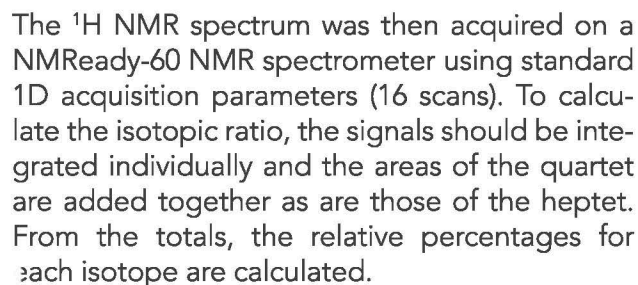 The ¹H NMR spectrum was then acquired on a
NMReady-60 NMR spectrometer using standard
1D acquisition parameters (16 scans). To calcu-
late the isotopic ratio, the signals should be inte-
grated individually and the areas of the quartet
are added together as are those of the heptet.
From the totals, the relative percentages for
each isotope are calculated.